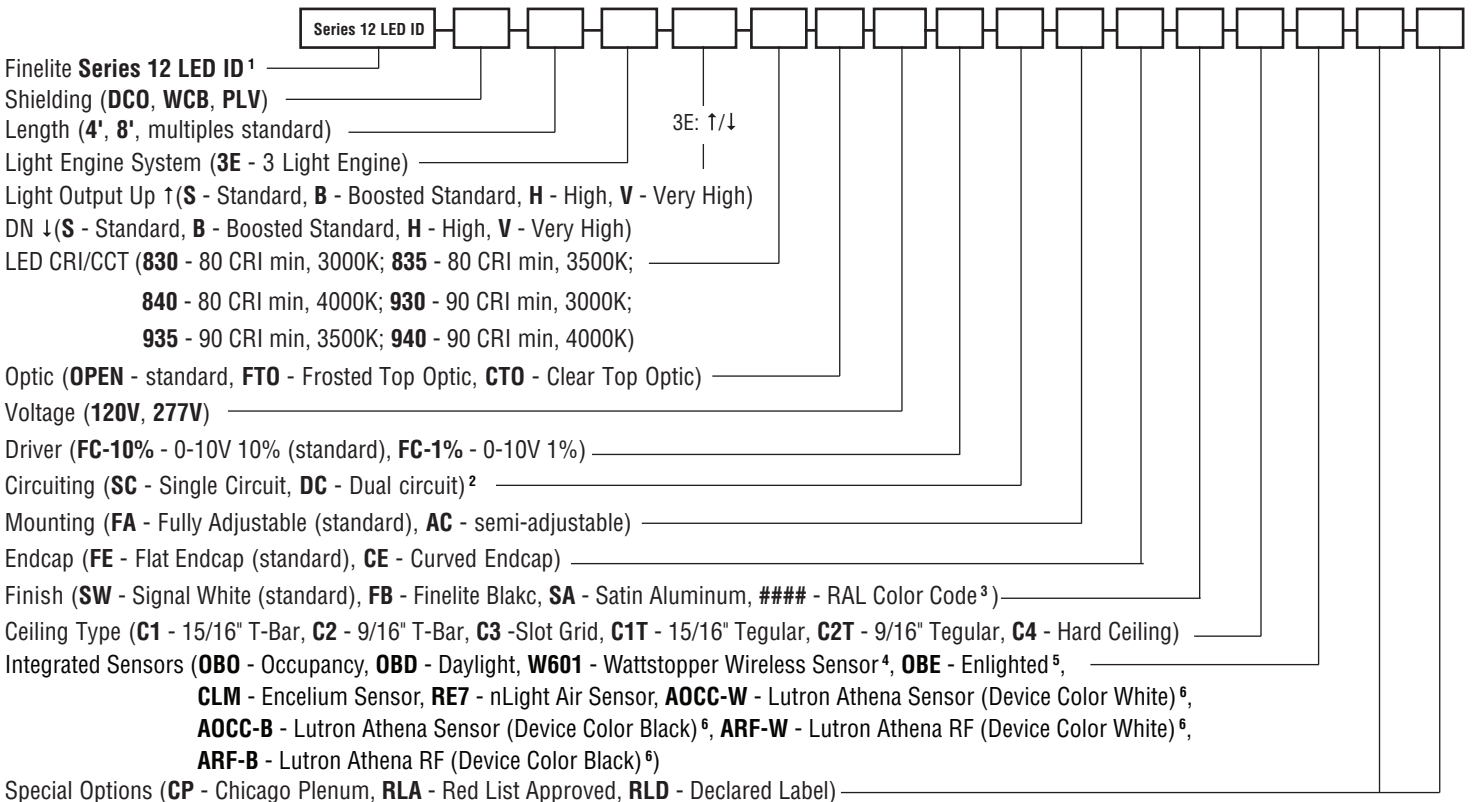 Series 12 LED ID
Finelite Series 12 LED ID 1
Shielding (DCO, WCB, PLV)
Length (4', 8', multiples standard)
3E: ↑/↓
Light Engine System (3E - 3 Light Engine)
Light Output Up ↑(S - Standard, B - Boosted Standard, H - High, V - Very High)
DN ↓(S - Standard, B - Boosted Standard, H - High, V - Very High)
LED CRI/CCT (830 - 80 CRI min, 3000K; 835 - 80 CRI min, 3500K;
840 - 80 CRI min, 4000K; 930 - 90 CRI min, 3000K;
935 - 90 CRI min, 3500K; 940 - 90 CRI min, 4000K)
Optic (OPEN - standard, FTO - Frosted Top Optic, CTO - Clear Top Optic)
Voltage (120V, 277V)
Driver (FC-10% - 0-10V 10% (standard), FC-1% - 0-10V 1%)
Circuiting (SC - Single Circuit, DC - Dual circuit) 2
Mounting (FA - Fully Adjustable (standard), AC - semi-adjustable)
Endcap (FE - Flat Endcap (standard), CE - Curved Endcap)
Finish (SW - Signal White (standard), FB - Finelite Blakc, SA - Satin Aluminum, #### - RAL Color Code 3 )
Ceiling Type (C1 - 15/16" T-Bar, C2 - 9/16" T-Bar, C3 -Slot Grid, C1T - 15/16" Tegular, C2T - 9/16" Tegular, C4 - Hard Ceiling)
Integrated Sensors (OBO - Occupancy, OBD - Daylight, W601 - Wattstopper Wireless Sensor 4, OBE - Enlighted 5,
CLM - Encelium Sensor, RE7 - nLight Air Sensor, AOCC-W - Lutron Athena Sensor (Device Color White) 6,
AOCC-B - Lutron Athena Sensor (Device Color Black) 6, ARF-W - Lutron Athena RF (Device Color White) 6,
ARF-B - Lutron Athena RF (Device Color Black) 6)
Special Options (CP - Chicago Plenum, RLA - Red List Approved, RLD - Declared Label)